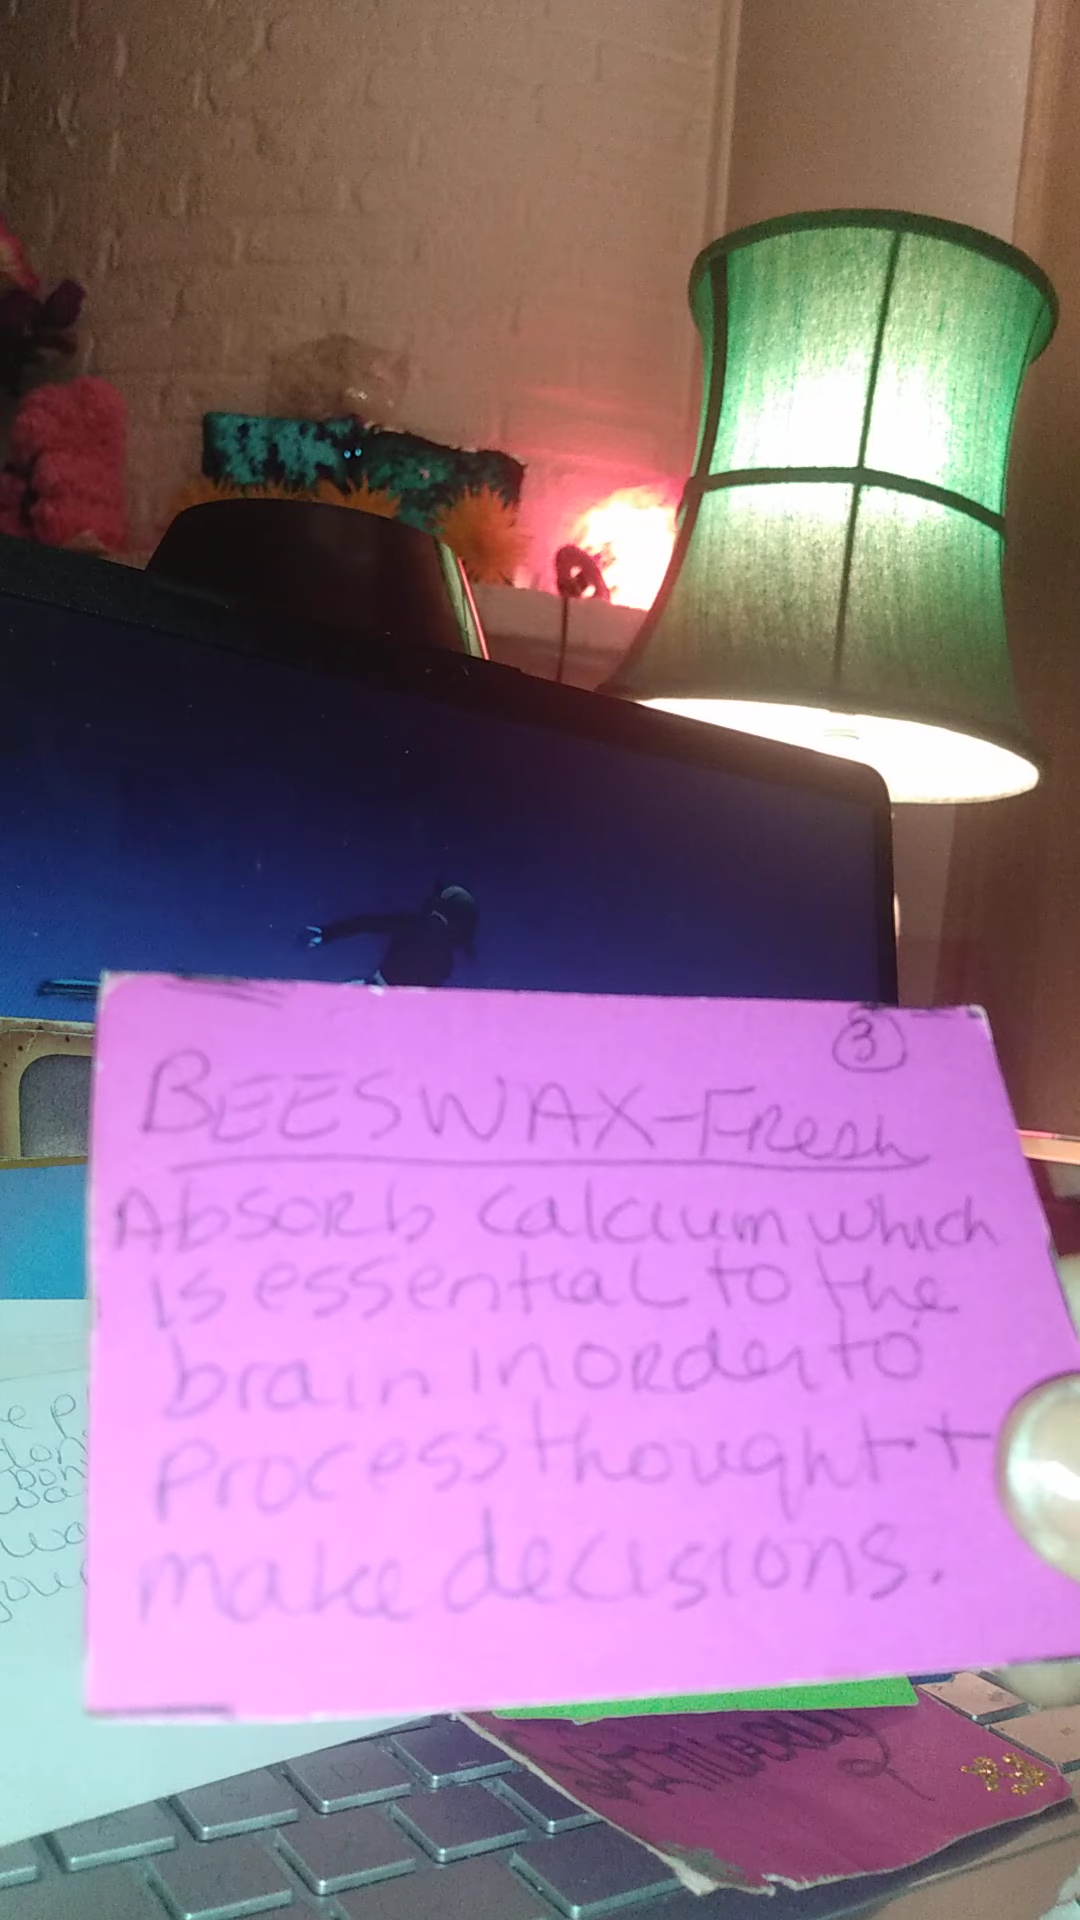 3
BEESWAX-Fresh
Absorb calcium which
is essential to the
brain in order to
process thought +
make decisions.
e p